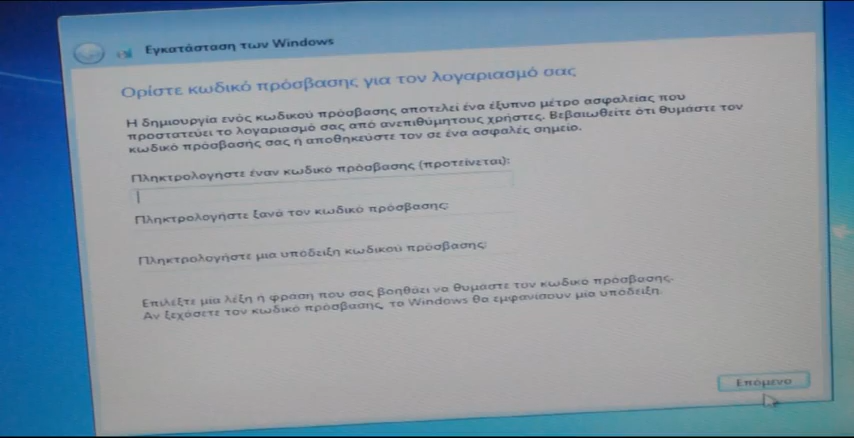 Εγκατάσταση των Windows
Ορίστε κωδικό πρόσβασης για τον λογαριασμό σας
Η δημιουργία ενός κωδικού πρόσβασης αποτελεί ένα έξυπνο μέτρο ασφαλείας που
προστατεύει το λογαριασμό σας από ανεπιθύμητους χρήστες. Βεβαιωθείτε ότι θυμάστε τον
κωδικό πρόσβασής σας ή αποθηκεύστε τον σε ένα ασφαλές σημείο.
Πληκτρολογήστε έναν κωδικό πρόσβασης (προτείνεται):
Πληκτρολογήστε ξανά τον κωδικό πρόσβασης:
Πληκτρολογήστε μια υπόδειξη κωδικού πρόσβασης:
Επιλέξτε μια λέξη ή φράση που σας βοηθάει να θυμάστε τον κωδικό πρόσβασης.
Αν ξεχάσετε τον κωδικό πρόσβασης, τα Windows θα εμφανίσουν μια υπόδειξη.
Επόμενο